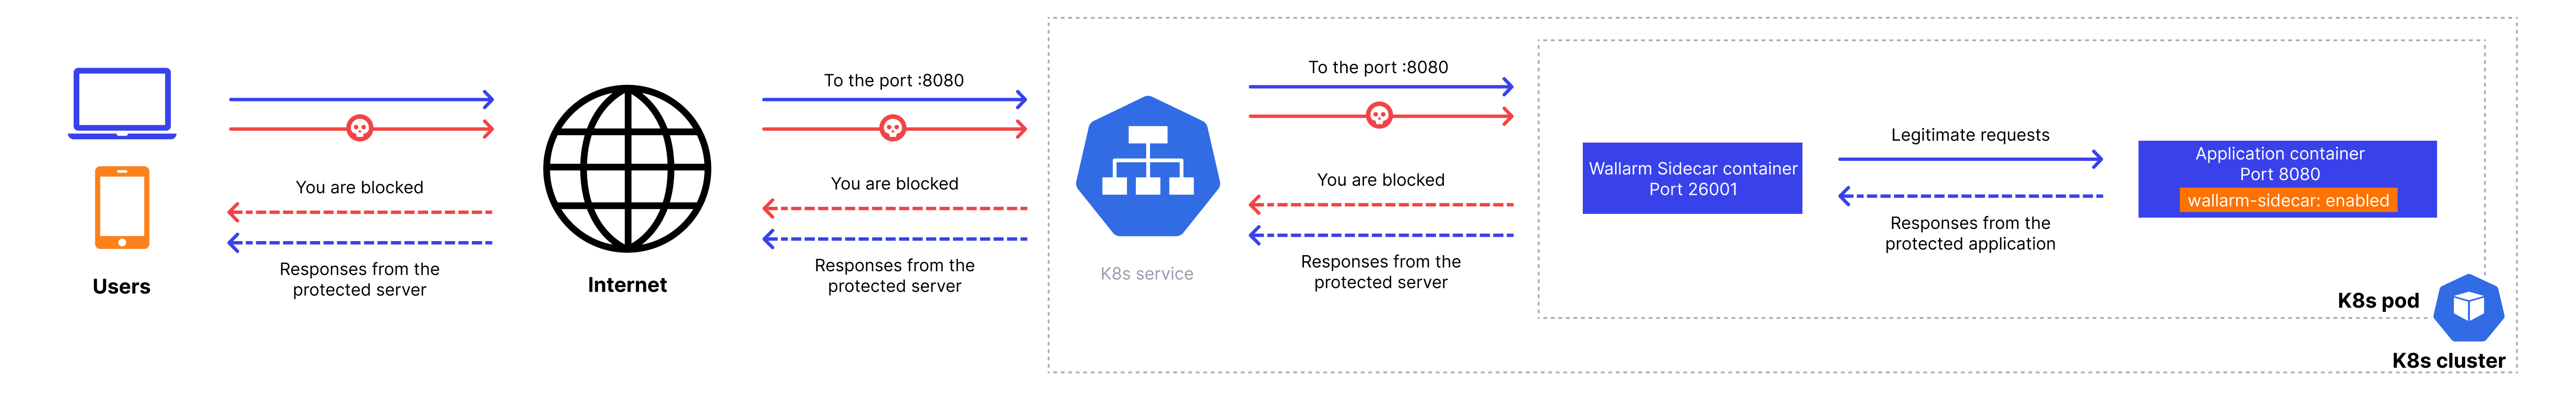 Users
You are blocked
Responses from the
protected server
Internet
To the port :8080
You are blocked
Responses from the
protected server
K8s service
To the port :8080
You are blocked
Responses from the
protected server
Wallarm Sidecar container
Port 26001
Legitimate requests
Responses from the
protected application
Application container
Port 8080
wallarm-sidecar: enabled
K8s pod
K8s cluster